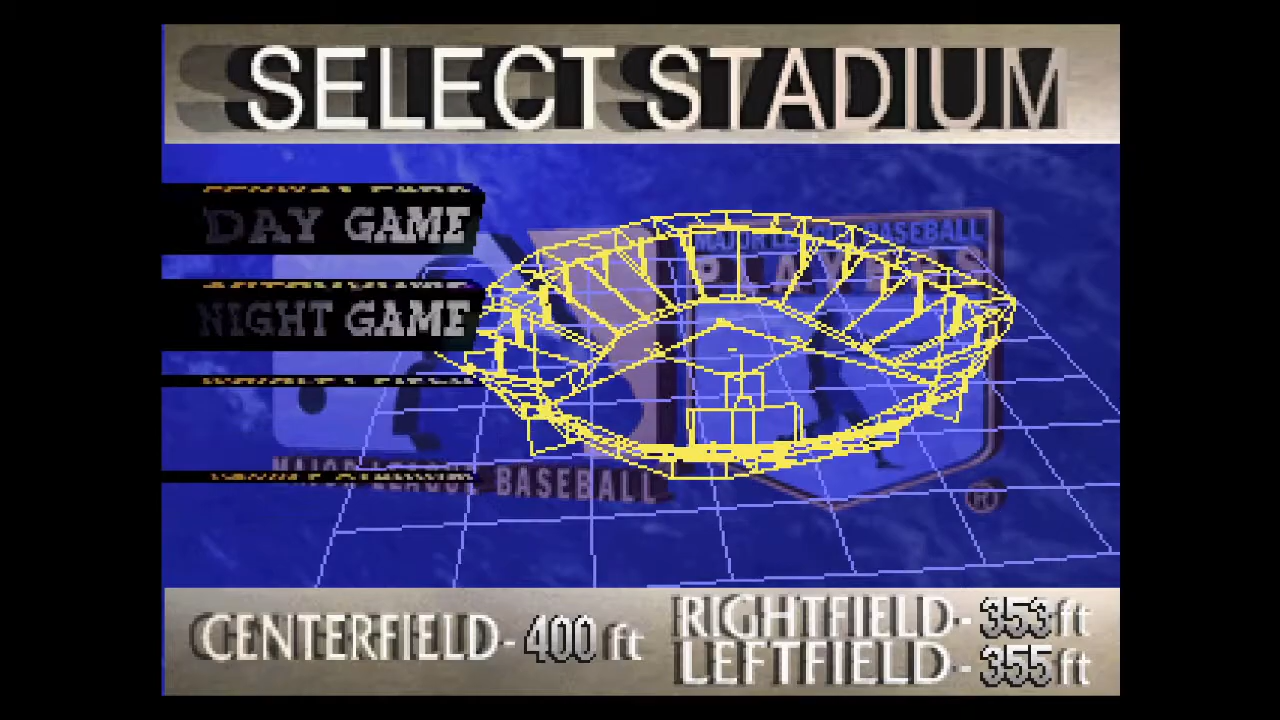 SELECT STADIUM
DAY GAME
NIGHT GAME
MAJOR LEAGUE BASEBALL
PLAYERS
MAJOR LEAGUE BASEBALL
®
CENTERFIELD- 400 ft
RIGHTFIELD- 353 ft
LEFTFIELD- 355 ft